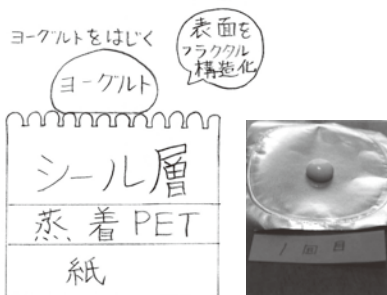 ヨーグルトをはじく
表面を
フラクタル
構造化
ヨーグルト
シール層
蒸着PET
紙
1回目